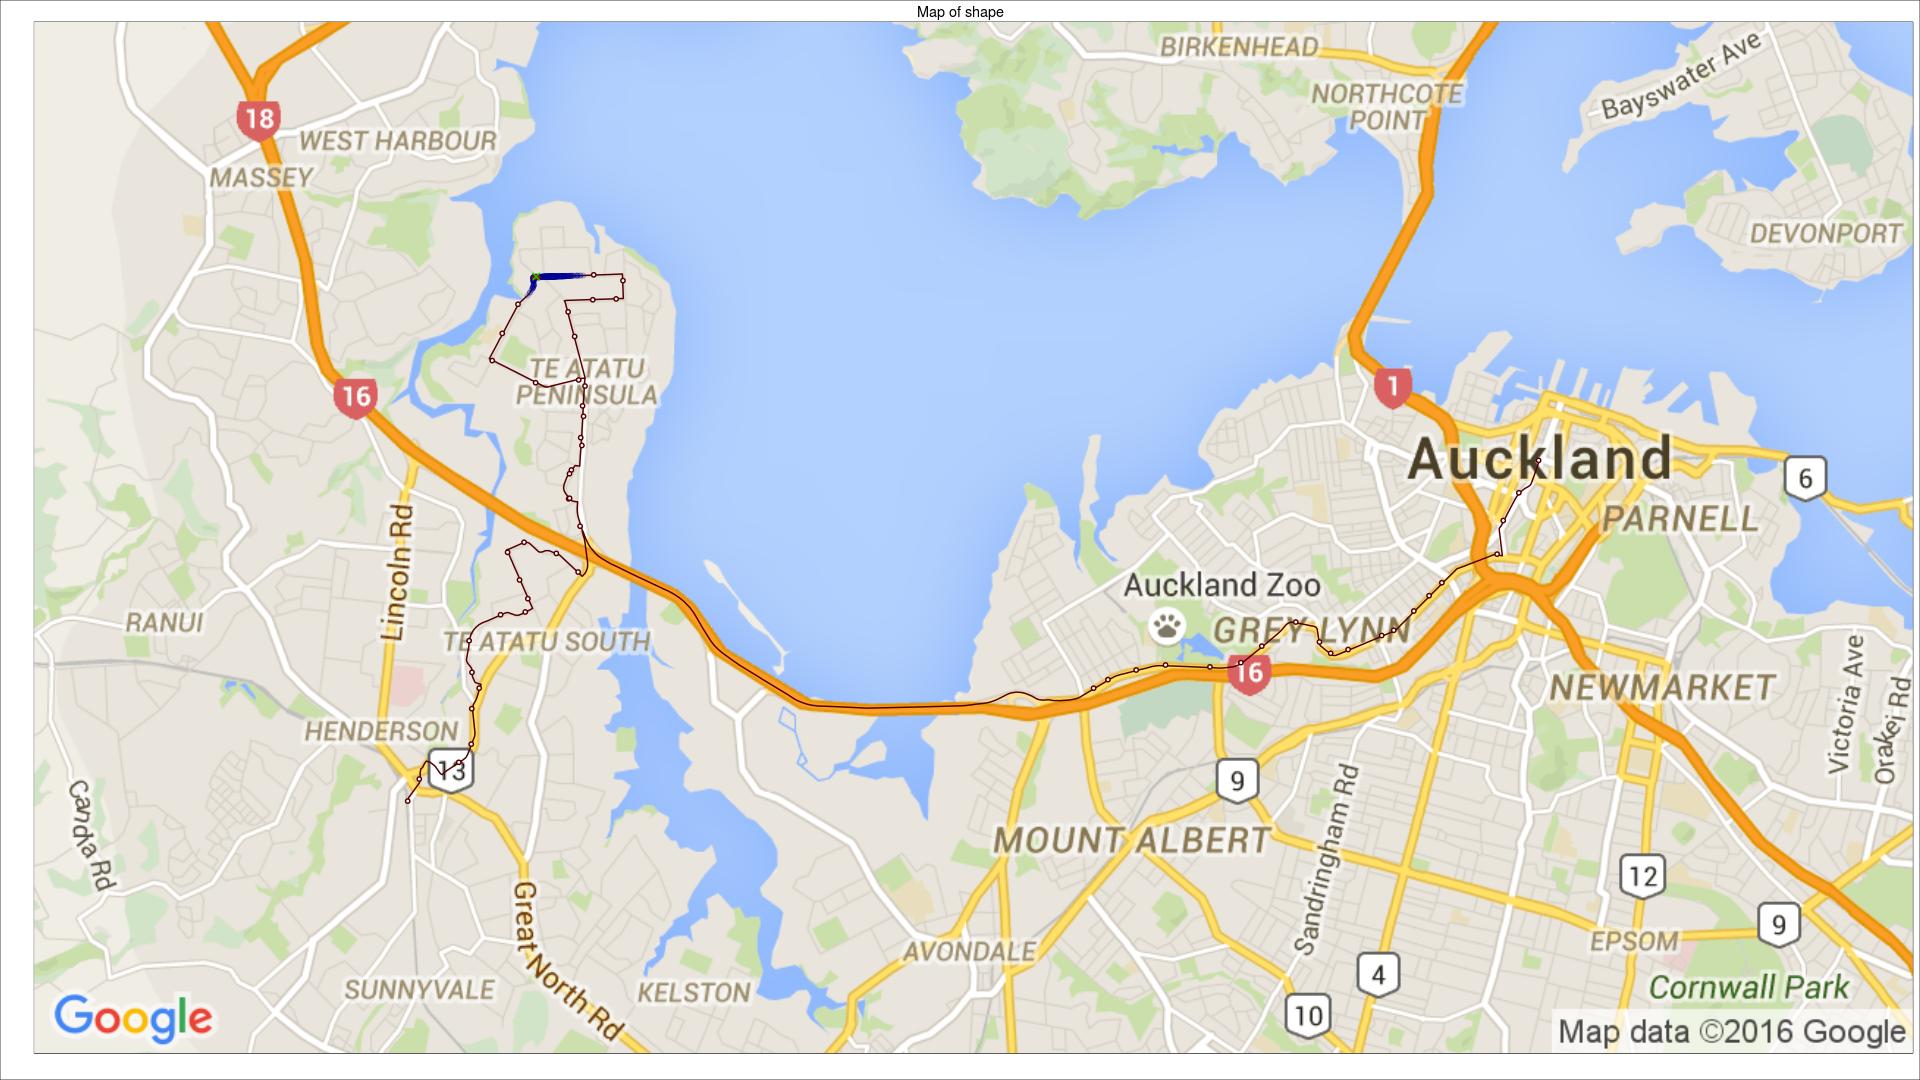 Map of shape
BIRKENHEAD
Bayswater Ave
NORTHCOTE
POINT
18
WEST HARBOUR
MASSEY
DEVONPORT
TE ATATU
PENINSULA
16
1
Auckland
6
PARNELL
Lincoln Rd
Auckland Zoo
RANUI
TE ATATU SOUTH
GREY LYNN
16
NEWMARKET
Victoria Ave
Orakei Rd
HENDERSON
13
9
Candia Rd
MOUNT ALBERT
Sandringham Rd
12
Great North Rd
9
AVONDALE
EPSOM
4
SUNNYVALE
KELSTON
Cornwall Park
Google
10
Map data ©2016 Google